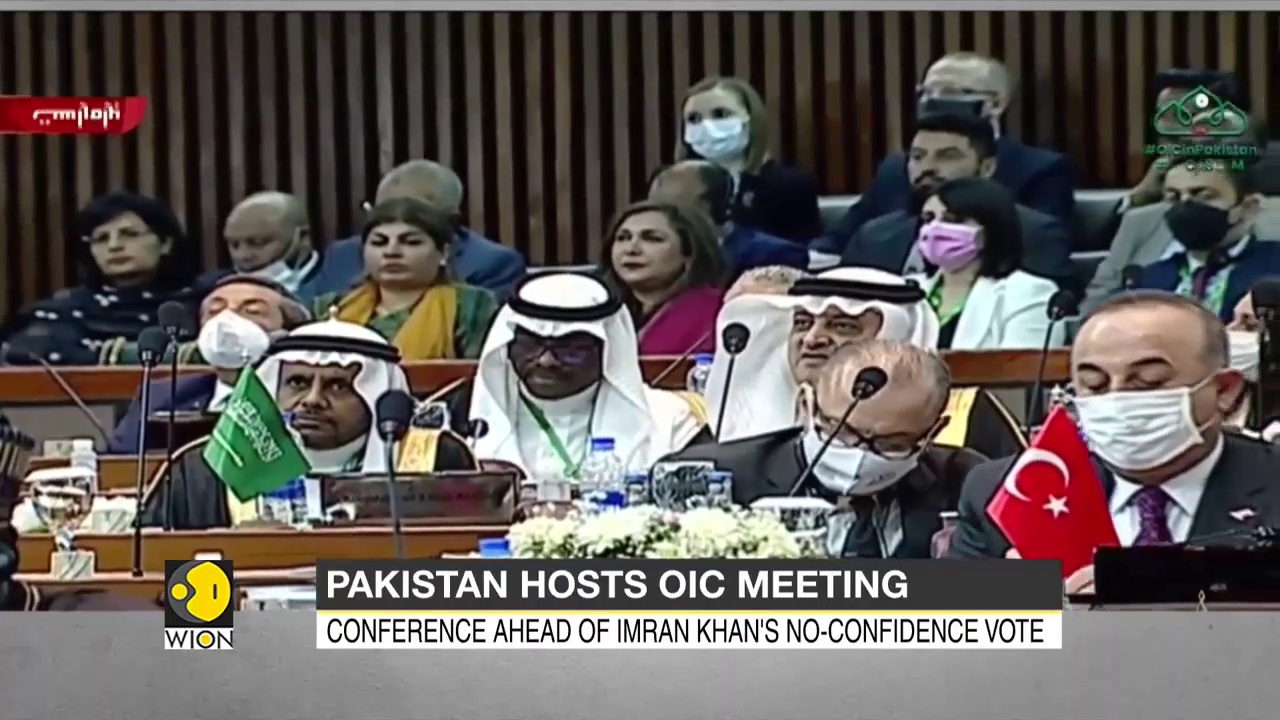 #OICinPakistan
PAKISTAN HOSTS OIC MEETING
CONFERENCE AHEAD OF IMRAN KHAN'S NO-CONFIDENCE VOTE
WION